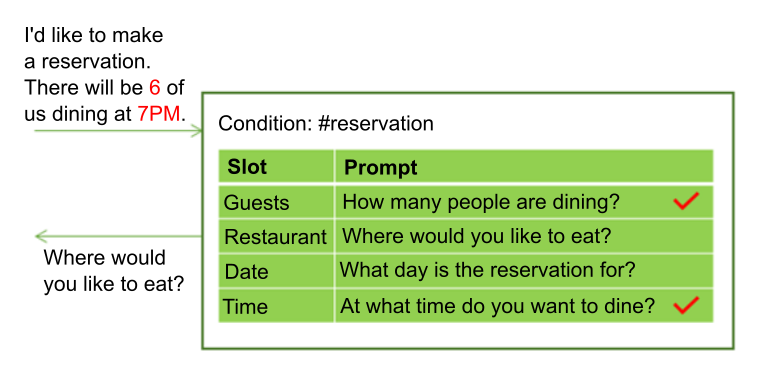 I'd like to make
a reservation.
There will be 6 of
us dining at 7PM.
Condition: #reservation
Slot Prompt
Guests How many people are dining?
Restaurant Where would you like to eat?
Date What day is the reservation for?
Time At what time do you want to dine?
Where would
you like to eat?